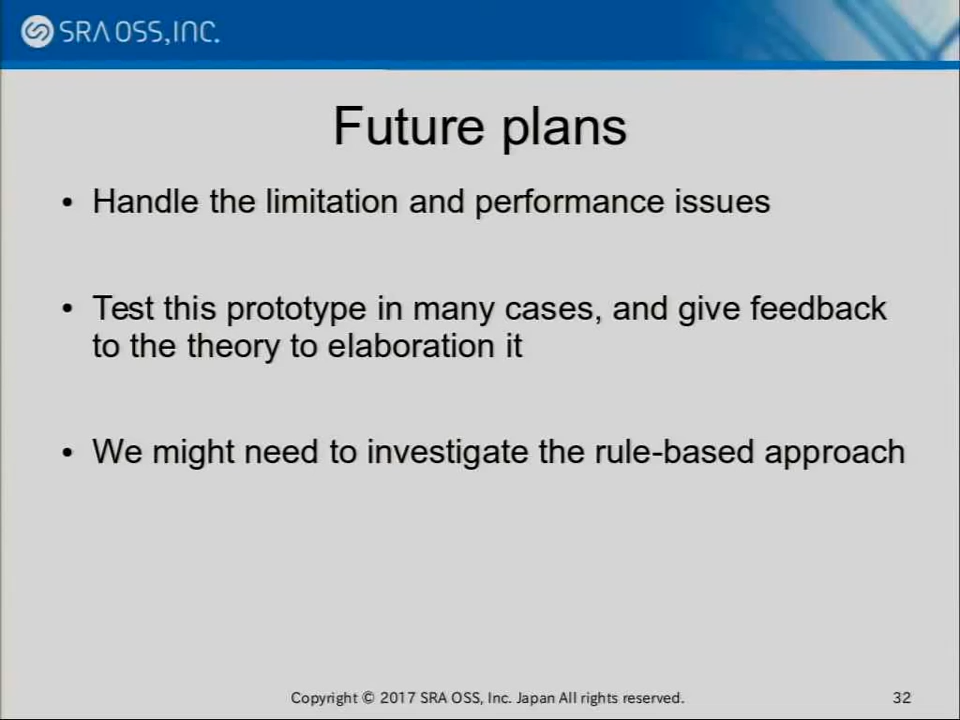 SRA OSS, INC.
Future plans
• Handle the limitation and performance issues
• Test this prototype in many cases, and give feedback
to the theory to elaboration it
• We might need to investigate the rule-based approach
Copyright © 2017 SRA OSS, Inc. Japan All rights reserved.
32